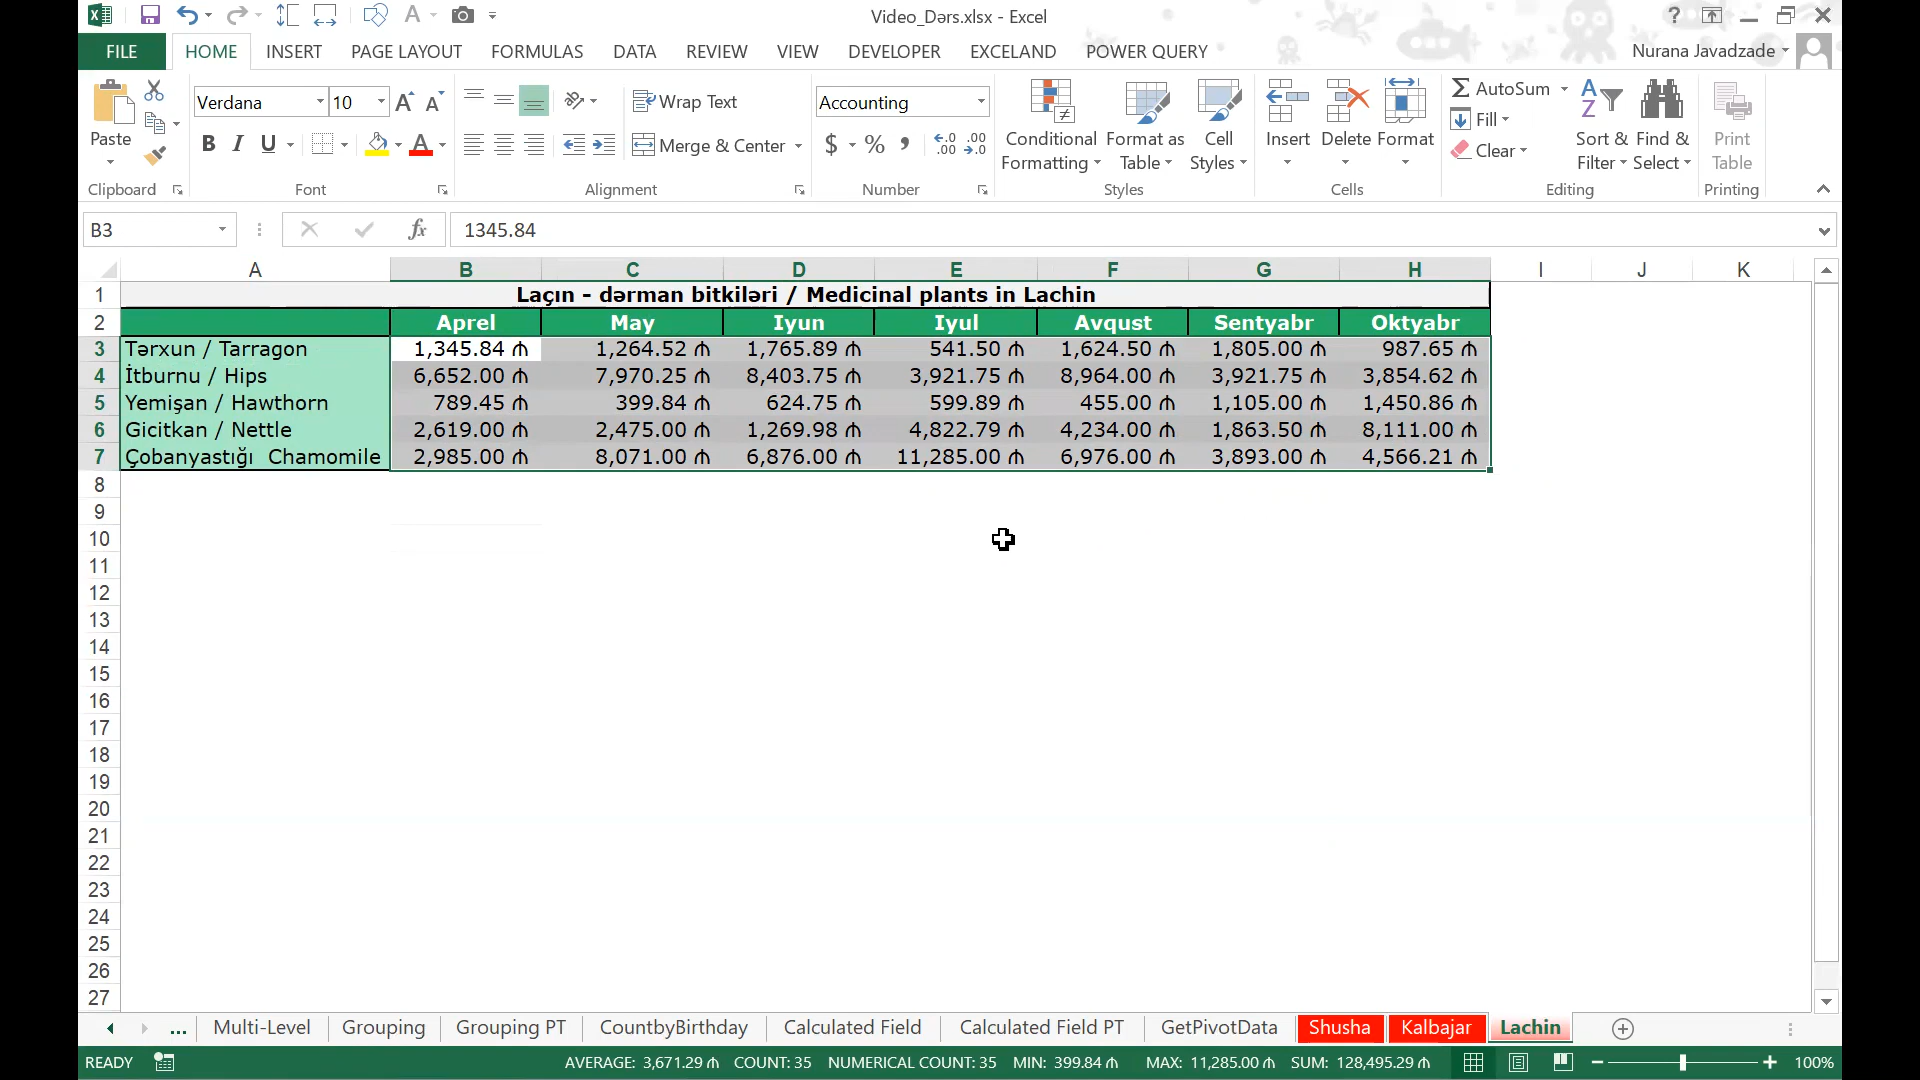 Video_Dərs.xlsx - Excel
FILE HOME INSERT PAGE LAYOUT FORMULAS DATA REVIEW VIEW DEVELOPER EXCELAND POWER QUERY Nurana Javadzade
Paste
Verdana 10
Wrap Text
Merge & Center
Accounting
Conditional Formatting
Format as Table
Cell Styles
Insert
Delete
Format
AutoSum
Fill
Clear
Sort & Filter
Find & Select
Print Table
Clipboard Font Alignment Number Styles Cells Editing Printing
B3 fx 1345.84
A B C D E F G H I J K
1 Laçın - dərman bitkiləri / Medicinal plants in Lachin
2 Aprel May Iyun Iyul Avqust Sentyabr Oktyabr
3 Tərxun / Tarragon 1,345.84 ₼ 1,264.52 ₼ 1,765.89 ₼ 541.50 ₼ 1,624.50 ₼ 1,805.00 ₼ 987.65 ₼
4 İtburnu / Hips 6,652.00 ₼ 7,970.25 ₼ 8,403.75 ₼ 3,921.75 ₼ 8,964.00 ₼ 3,921.75 ₼ 3,854.62 ₼
5 Yemişan / Hawthorn 789.45 ₼ 399.84 ₼ 624.75 ₼ 599.89 ₼ 455.00 ₼ 1,105.00 ₼ 1,450.86 ₼
6 Gicitkan / Nettle 2,619.00 ₼ 2,475.00 ₼ 1,269.98 ₼ 4,822.79 ₼ 4,234.00 ₼ 1,863.50 ₼ 8,111.00 ₼
7 Çobanyastığı Chamomile 2,985.00 ₼ 8,071.00 ₼ 6,876.00 ₼ 11,285.00 ₼ 6,976.00 ₼ 3,893.00 ₼ 4,566.21 ₼
8
9
10
11
12
13
14
15
16
17
18
19
20
21
22
23
24
25
26
27
... Multi-Level Grouping Grouping PT CountbyBirthday Calculated Field Calculated Field PT GetPivotData Shusha Kalbajar Lachin
READY AVERAGE: 3,671.29 ₼ COUNT: 35 NUMERICAL COUNT: 35 MIN: 399.84 ₼ MAX: 11,285.00 ₼ SUM: 128,495.29 ₼ 100%